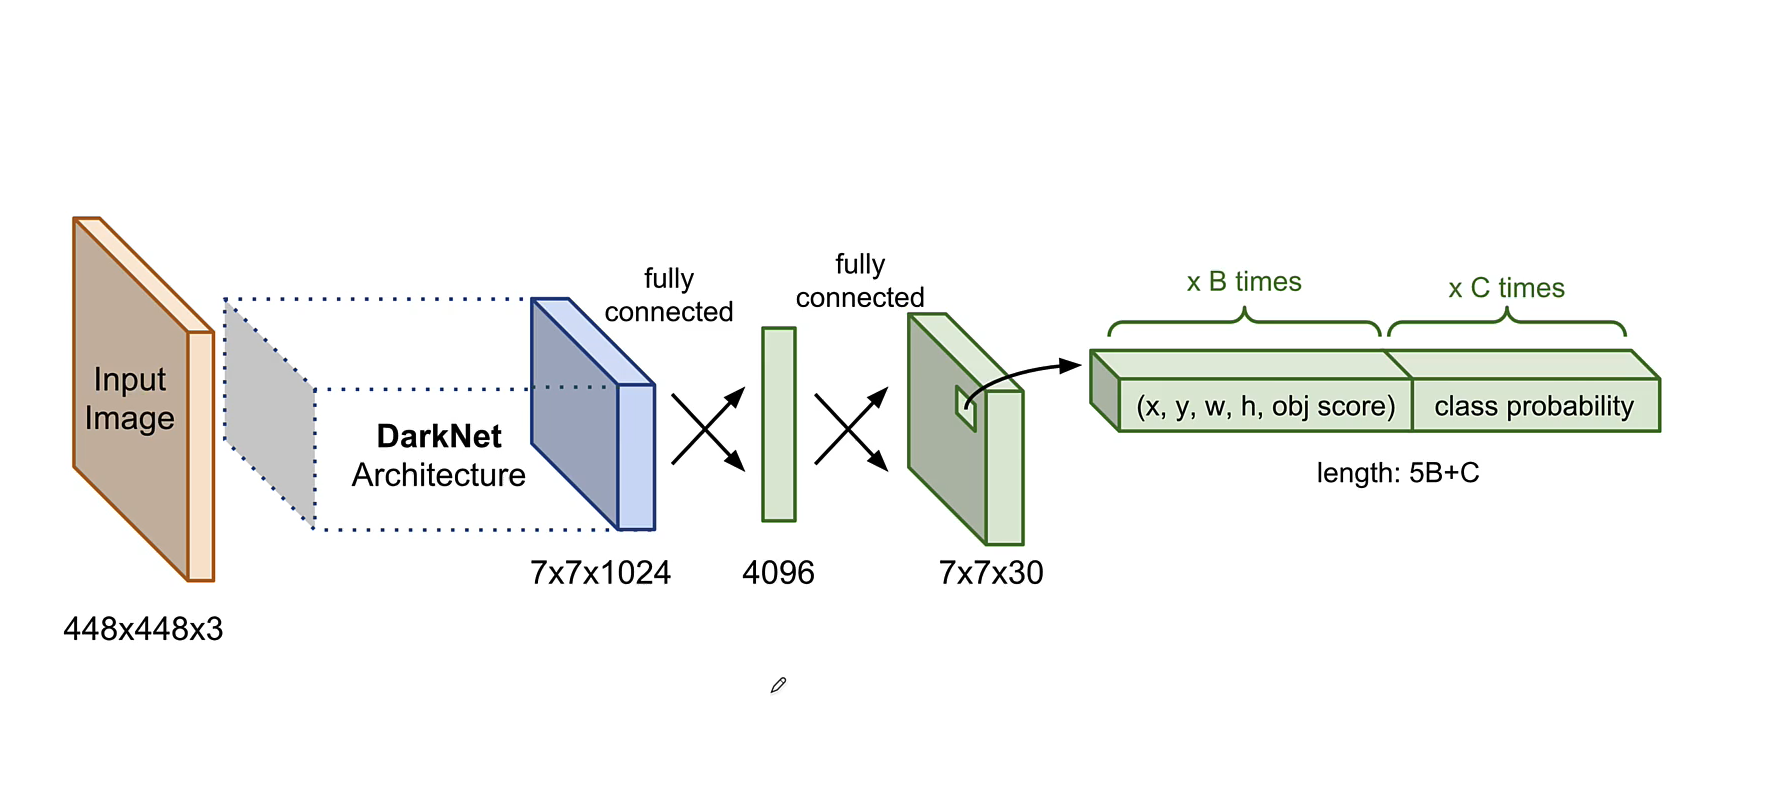 Input
Image
448x448x3
DarkNet
Architecture
7x7x1024
fully
connected
4096
fully
connected
7x7x30
x B times
x C times
(x, y, w, h, obj score)
class probability
length: 5B+C